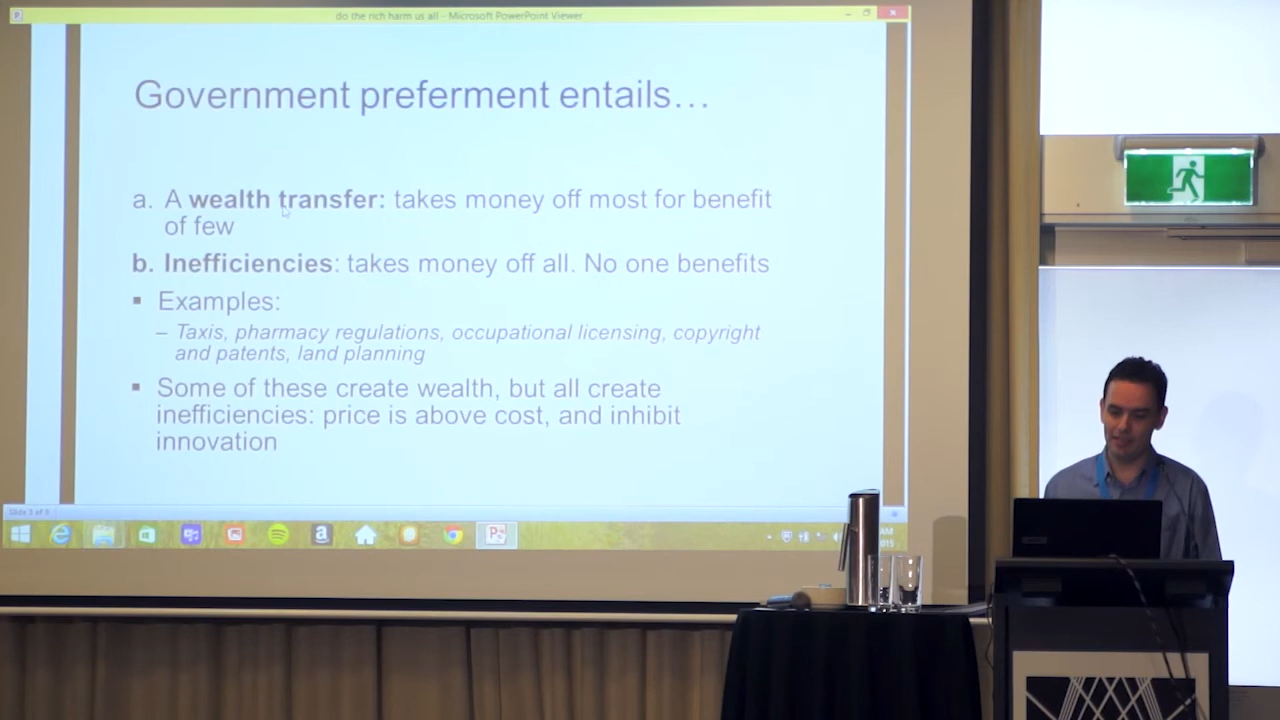 do the rich harm us all - Microsoft PowerPoint Viewer
Government preferment entails…
a. A wealth transfer: takes money off most for benefit
of few
b. Inefficiencies: takes money off all. No one benefits
▪ Examples:
– Taxis, pharmacy regulations, occupational licensing, copyright
and patents, land planning
▪ Some of these create wealth, but all create
inefficiencies: price is above cost, and inhibit
innovation